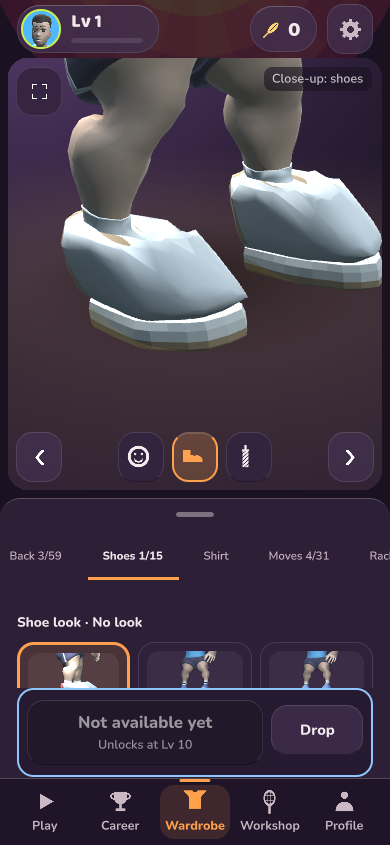 Lv 1
0
Close-up: shoes
Back 3/59
Shoes 1/15
Shirt
Moves 4/31
Shoe look · No look
Not available yet
Unlocks at Lv 10
Drop
Play
Career
Wardrobe
Workshop
Profile